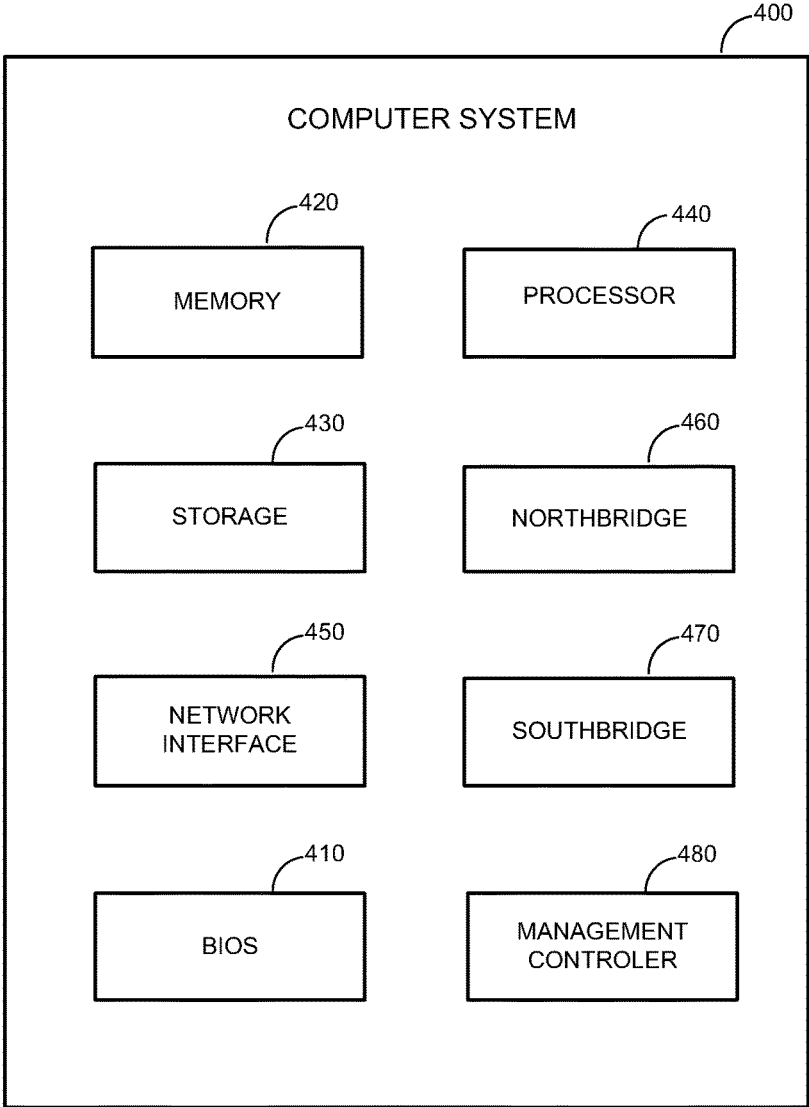 400
COMPUTER SYSTEM
420
440
MEMORY
PROCESSOR
430
460
STORAGE
NORTHBRIDGE
450
470
NETWORK
INTERFACE
SOUTHBRIDGE
410
480
BIOS
MANAGEMENT
CONTROLER